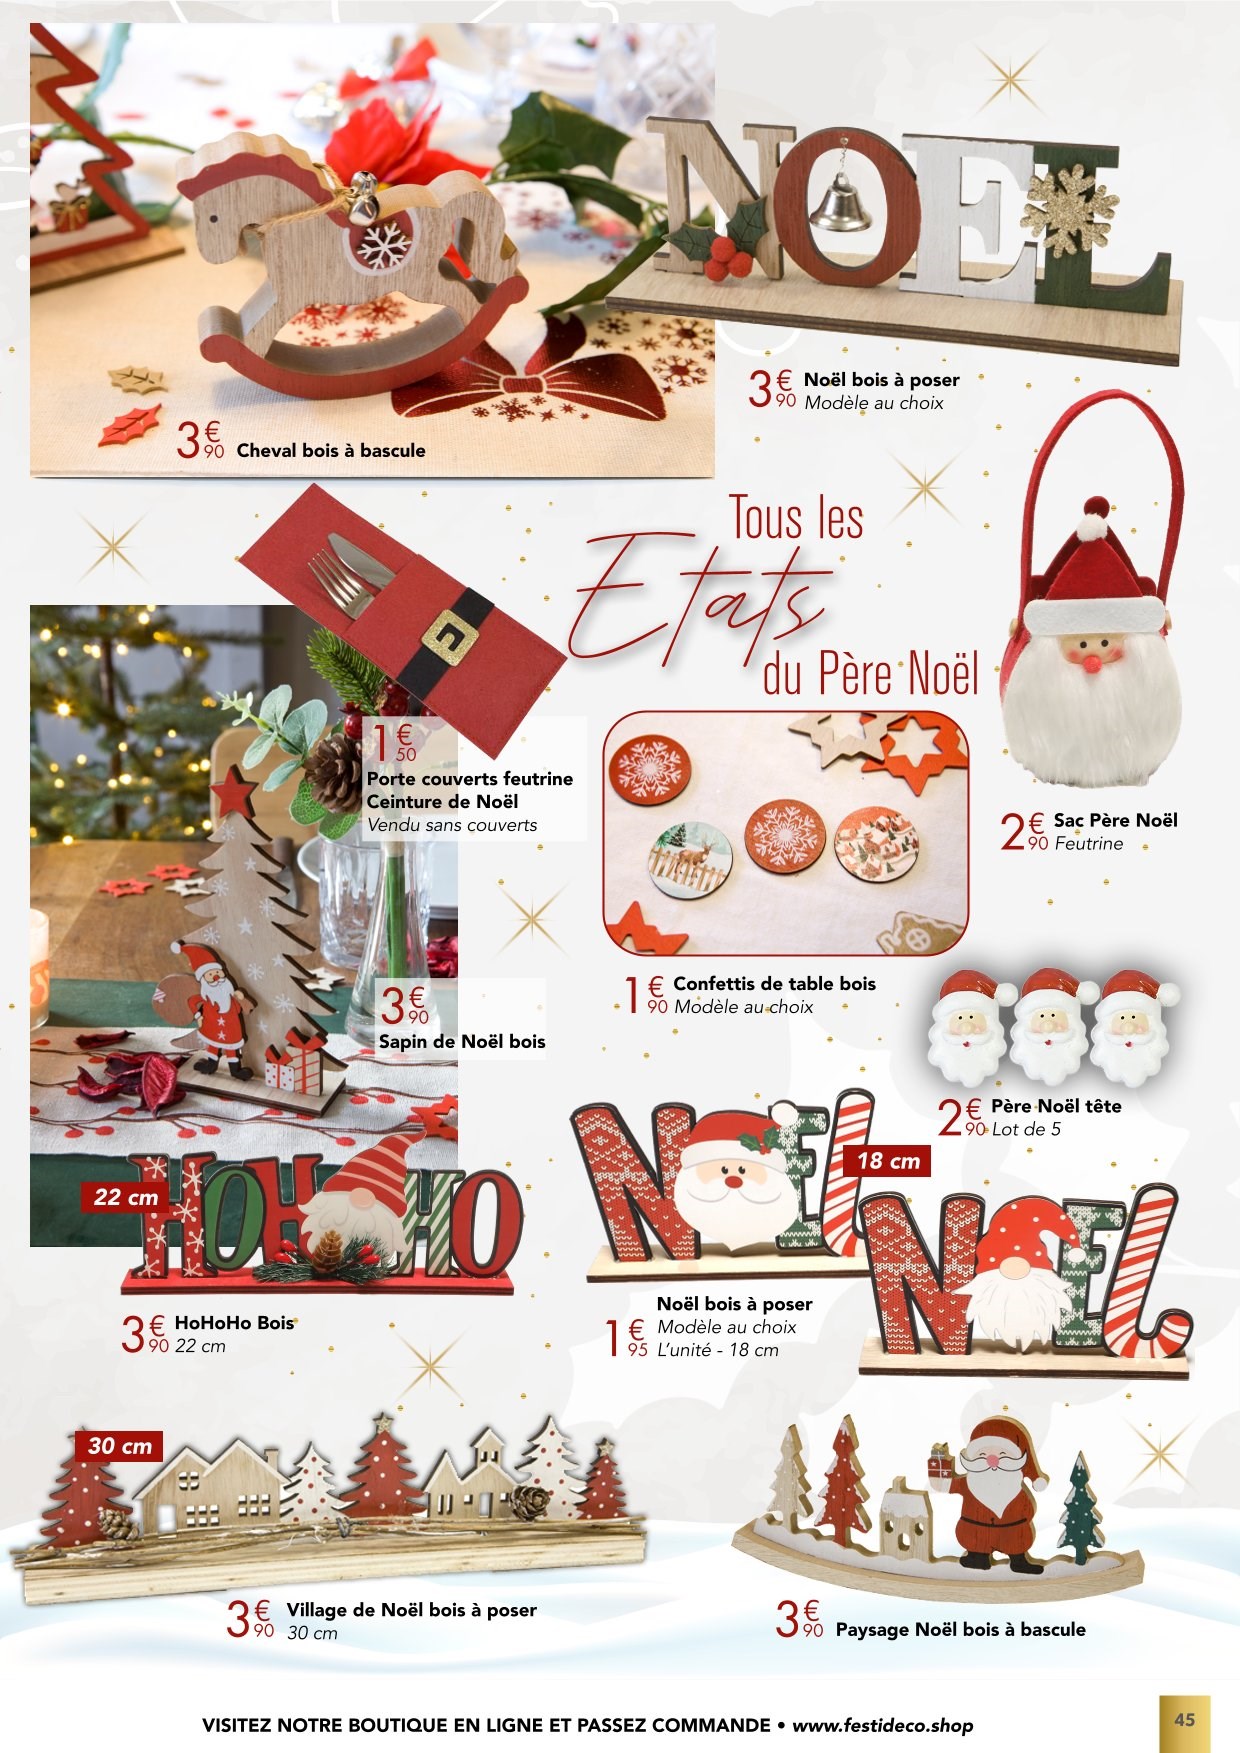 NOEL
3€90 Noël bois à poser
Modèle au choix
3€90 Cheval bois à bascule
Tous les
Etats
du Père Noël
1€50
Porte couverts feutrine
Ceinture de Noël
Vendu sans couverts
2€90 Sac Père Noël
Feutrine
1€90 Confettis de table bois
Modèle au choix
3€90
Sapin de Noël bois
2€90 Père Noël tête
Lot de 5
18 cm
NOEL
NOEL
22 cm
HOHOHO
3€90 HoHoHo Bois
22 cm
Noël bois à poser
Modèle au choix
1€95 L'unité - 18 cm
30 cm
3€90 Village de Noël bois à poser
30 cm
3€90 Paysage Noël bois à bascule
VISITEZ NOTRE BOUTIQUE EN LIGNE ET PASSEZ COMMANDE • www.festideco.shop
45